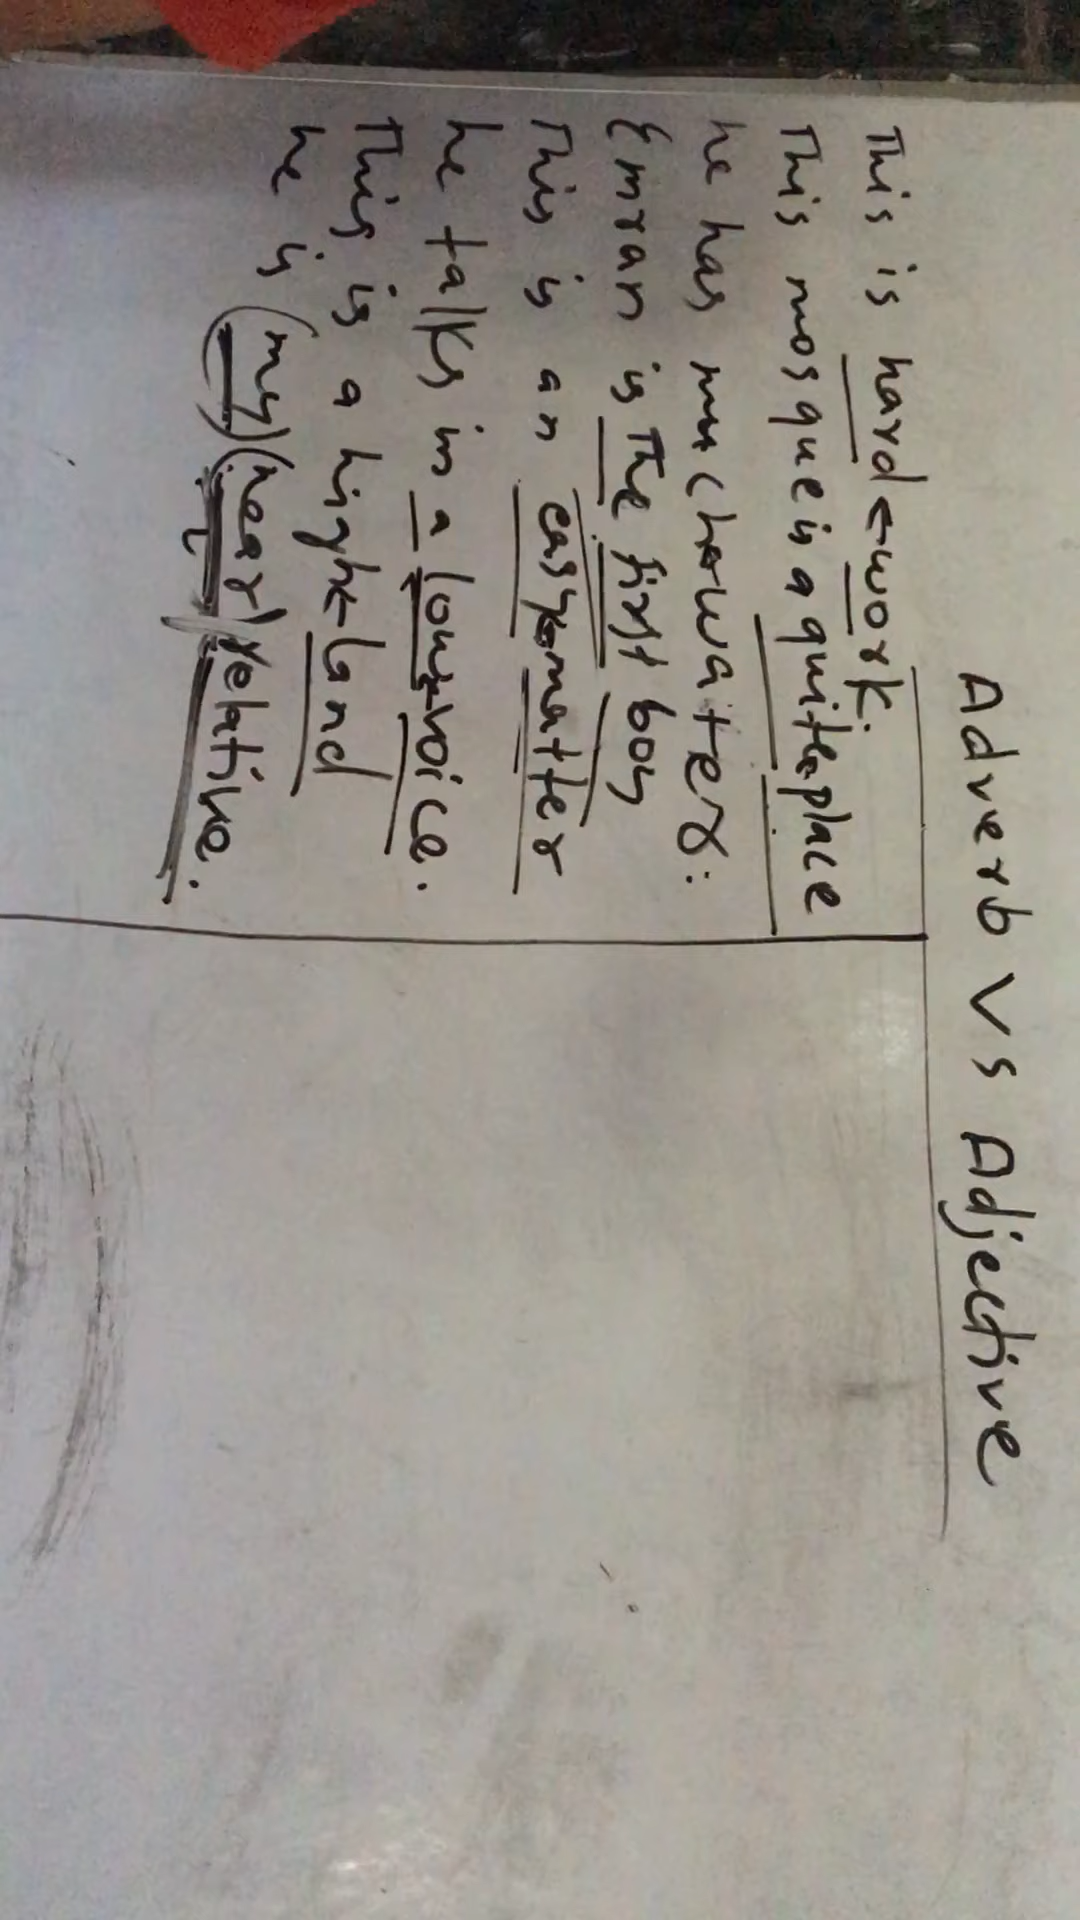 Adverb vs Adjective
This is hard ← work.
This mosque is a quite ← place
he has much ← water.
Emran is The first boy
This is an easy ← matter
he talks in a low ← voice.
This is a high ← land
he is (my) (near) relative.